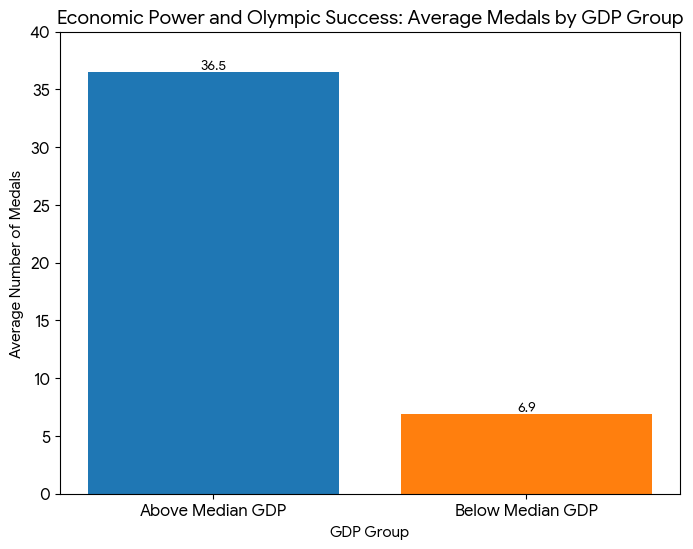 Economic Power and Olympic Success: Average Medals by GDP Group
40
35
30
25
20
15
10
5
0
Average Number of Medals
36.5
6.9
Above Median GDP
Below Median GDP
GDP Group